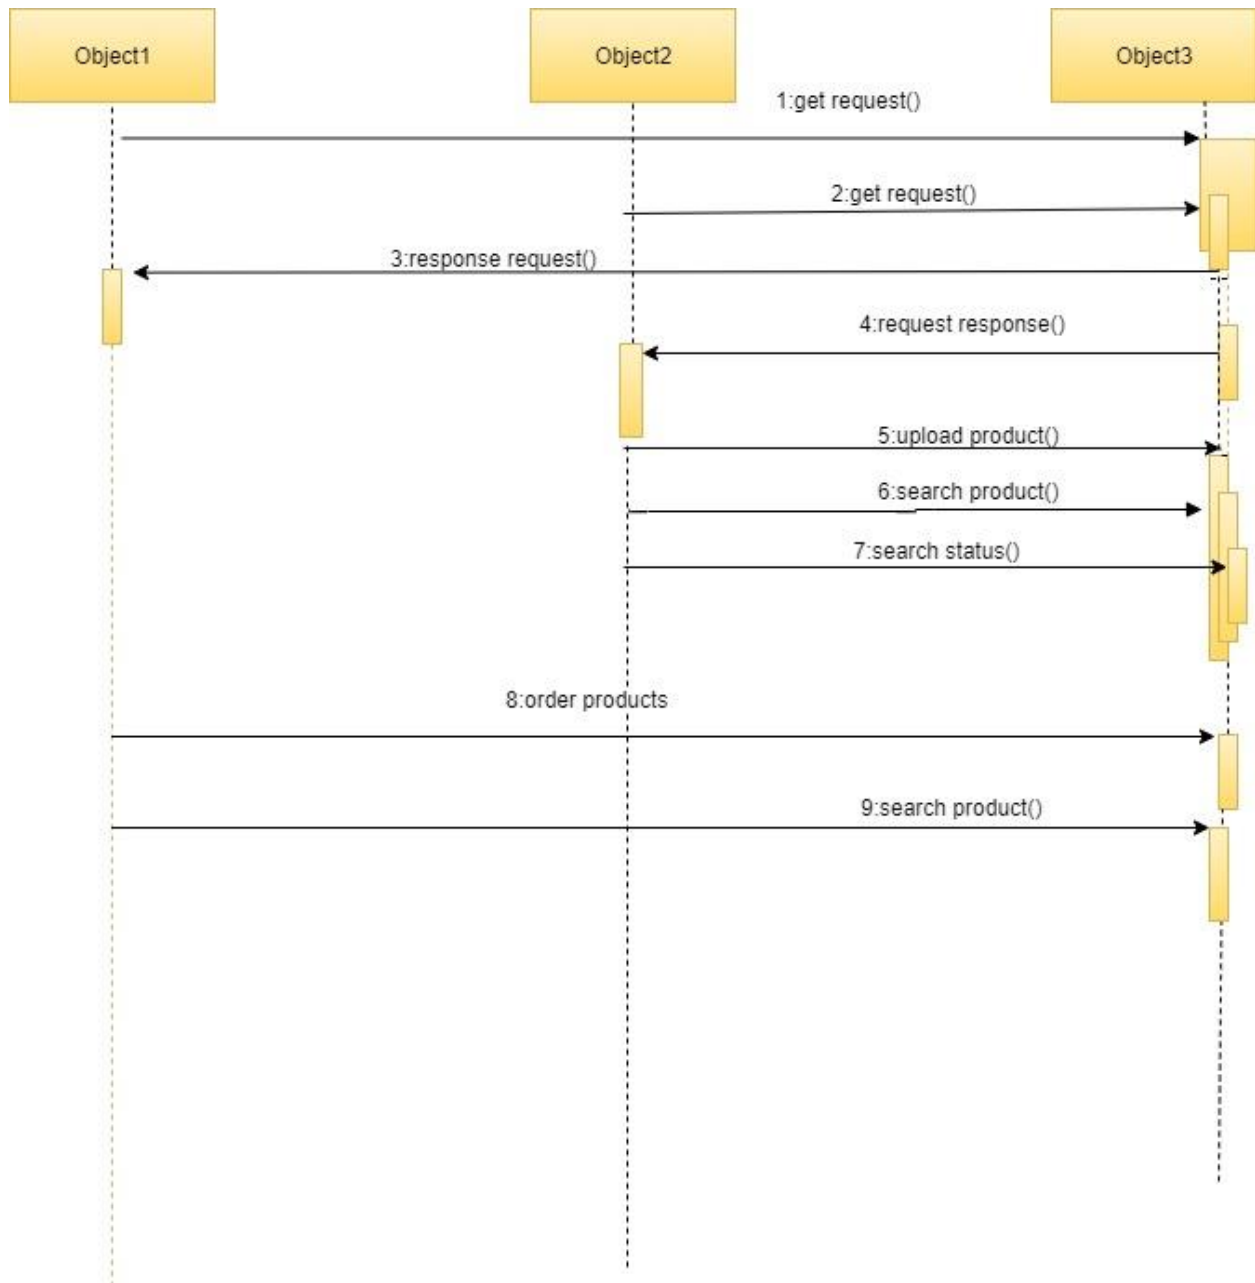 Object1
Object2
Object3
1:get request()
2:get request()
3:response request()
4:request response()
5:upload product()
6:search product()
7:search status()
8:order products
9:search product()